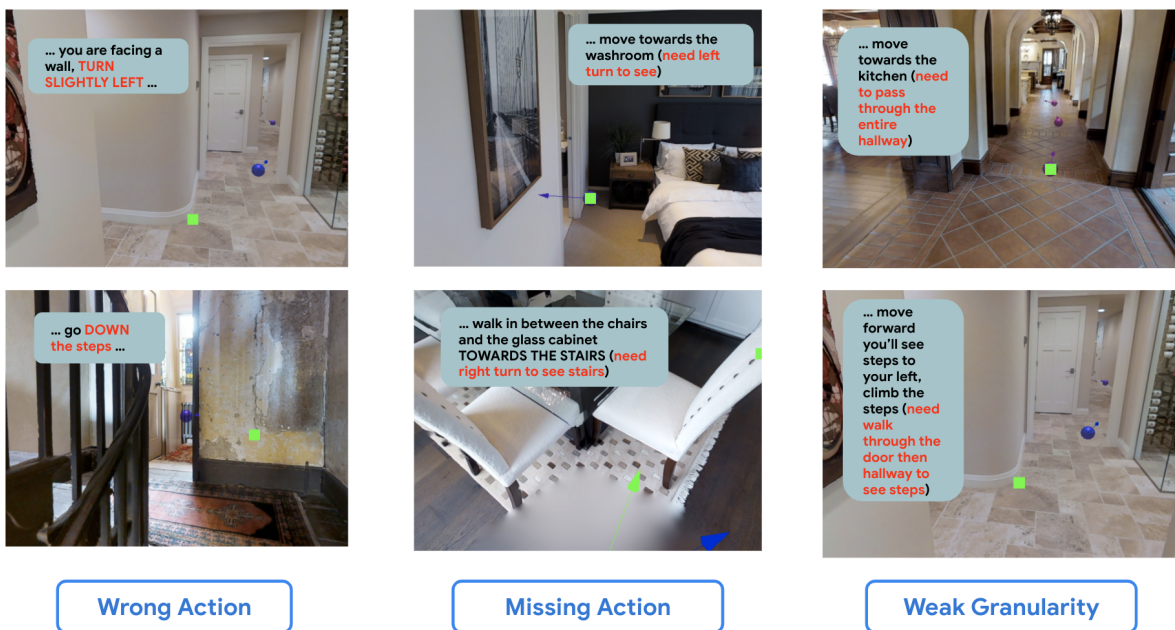 ... you are facing a
wall, TURN
SLIGHTLY LEFT ...
... move towards the
washroom (need left
turn to see)
... move
towards the
kitchen (need
to pass
through the
entire
hallway)
... go DOWN
the steps ...
... walk in between the chairs
and the glass cabinet
TOWARDS THE STAIRS (need
right turn to see stairs)
... move
forward
you'll see
steps to
your left,
climb the
steps (need
walk
through the
door then
hallway to
see steps)
Wrong Action
Missing Action
Weak Granularity